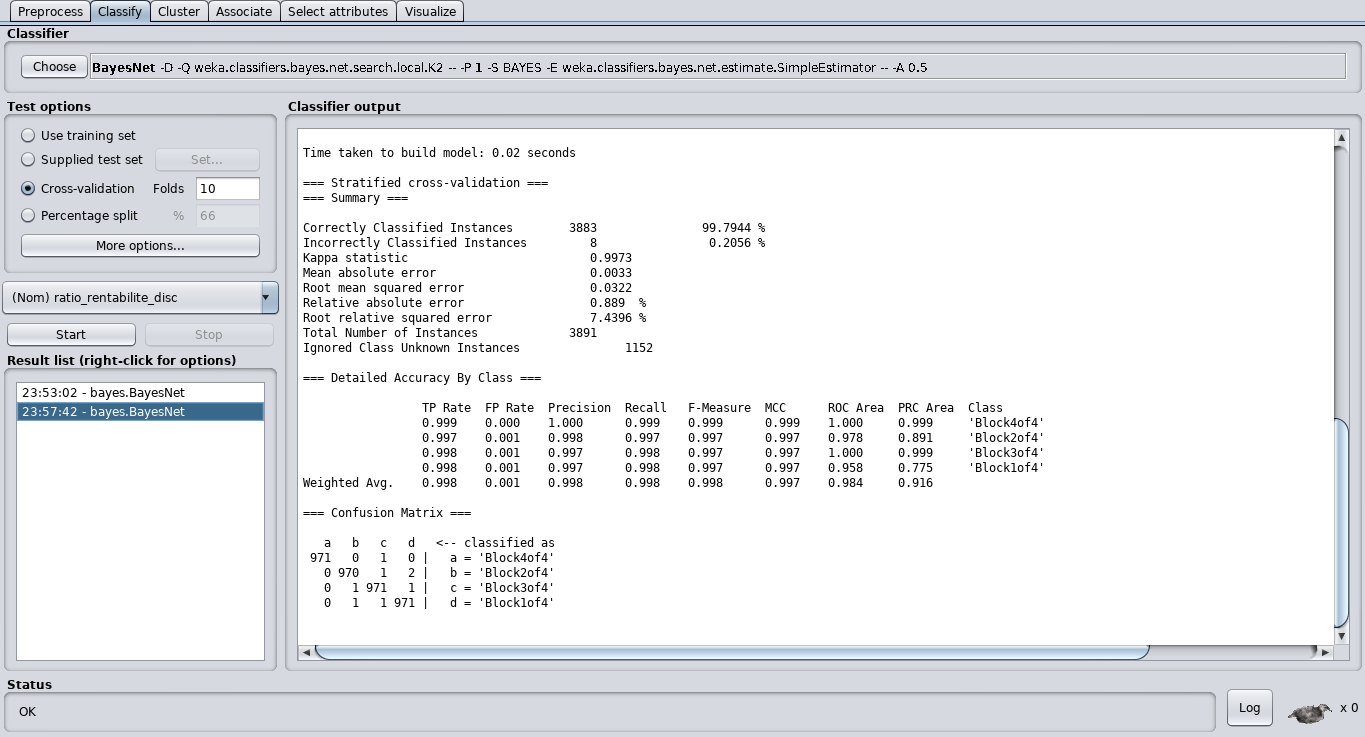 Preprocess Classify Cluster Associate Select attributes Visualize
Classifier
Choose BayesNet -D -Q weka.classifiers.bayes.net.search.local.K2 -- -P 1 -S BAYES -E weka.classifiers.bayes.net.estimate.SimpleEstimator -- -A 0.5
Test options
Use training set
Supplied test set Set...
Cross-validation Folds 10
Percentage split % 66
More options...
(Nom) ratio_rentabilite_disc
Start Stop
Result list (right-click for options)
23:53:02 - bayes.BayesNet
23:57:42 - bayes.BayesNet
Classifier output
Time taken to build model: 0.02 seconds
=== Stratified cross-validation ===
=== Summary ===
Correctly Classified Instances 3883 99.7944 %
Incorrectly Classified Instances 8 0.2056 %
Kappa statistic 0.9973
Mean absolute error 0.0033
Root mean squared error 0.0322
Relative absolute error 0.889 %
Root relative squared error 7.4396 %
Total Number of Instances 3891
Ignored Class Unknown Instances 1152
=== Detailed Accuracy By Class ===
TP Rate FP Rate Precision Recall F-Measure MCC ROC Area PRC Area Class
0.999 0.000 1.000 0.999 0.999 0.999 1.000 0.999 'Block4of4'
0.997 0.001 0.998 0.997 0.997 0.997 0.978 0.891 'Block2of4'
0.998 0.001 0.997 0.998 0.997 0.997 1.000 0.999 'Block3of4'
0.998 0.001 0.997 0.998 0.997 0.997 0.958 0.775 'Block1of4'
Weighted Avg. 0.998 0.001 0.998 0.998 0.998 0.997 0.984 0.916
=== Confusion Matrix ===
a b c d <-- classified as
971 0 1 0 | a = 'Block4of4'
0 970 1 2 | b = 'Block2of4'
0 1 971 1 | c = 'Block3of4'
0 1 1 971 | d = 'Block1of4'
Status
OK
Log x 0